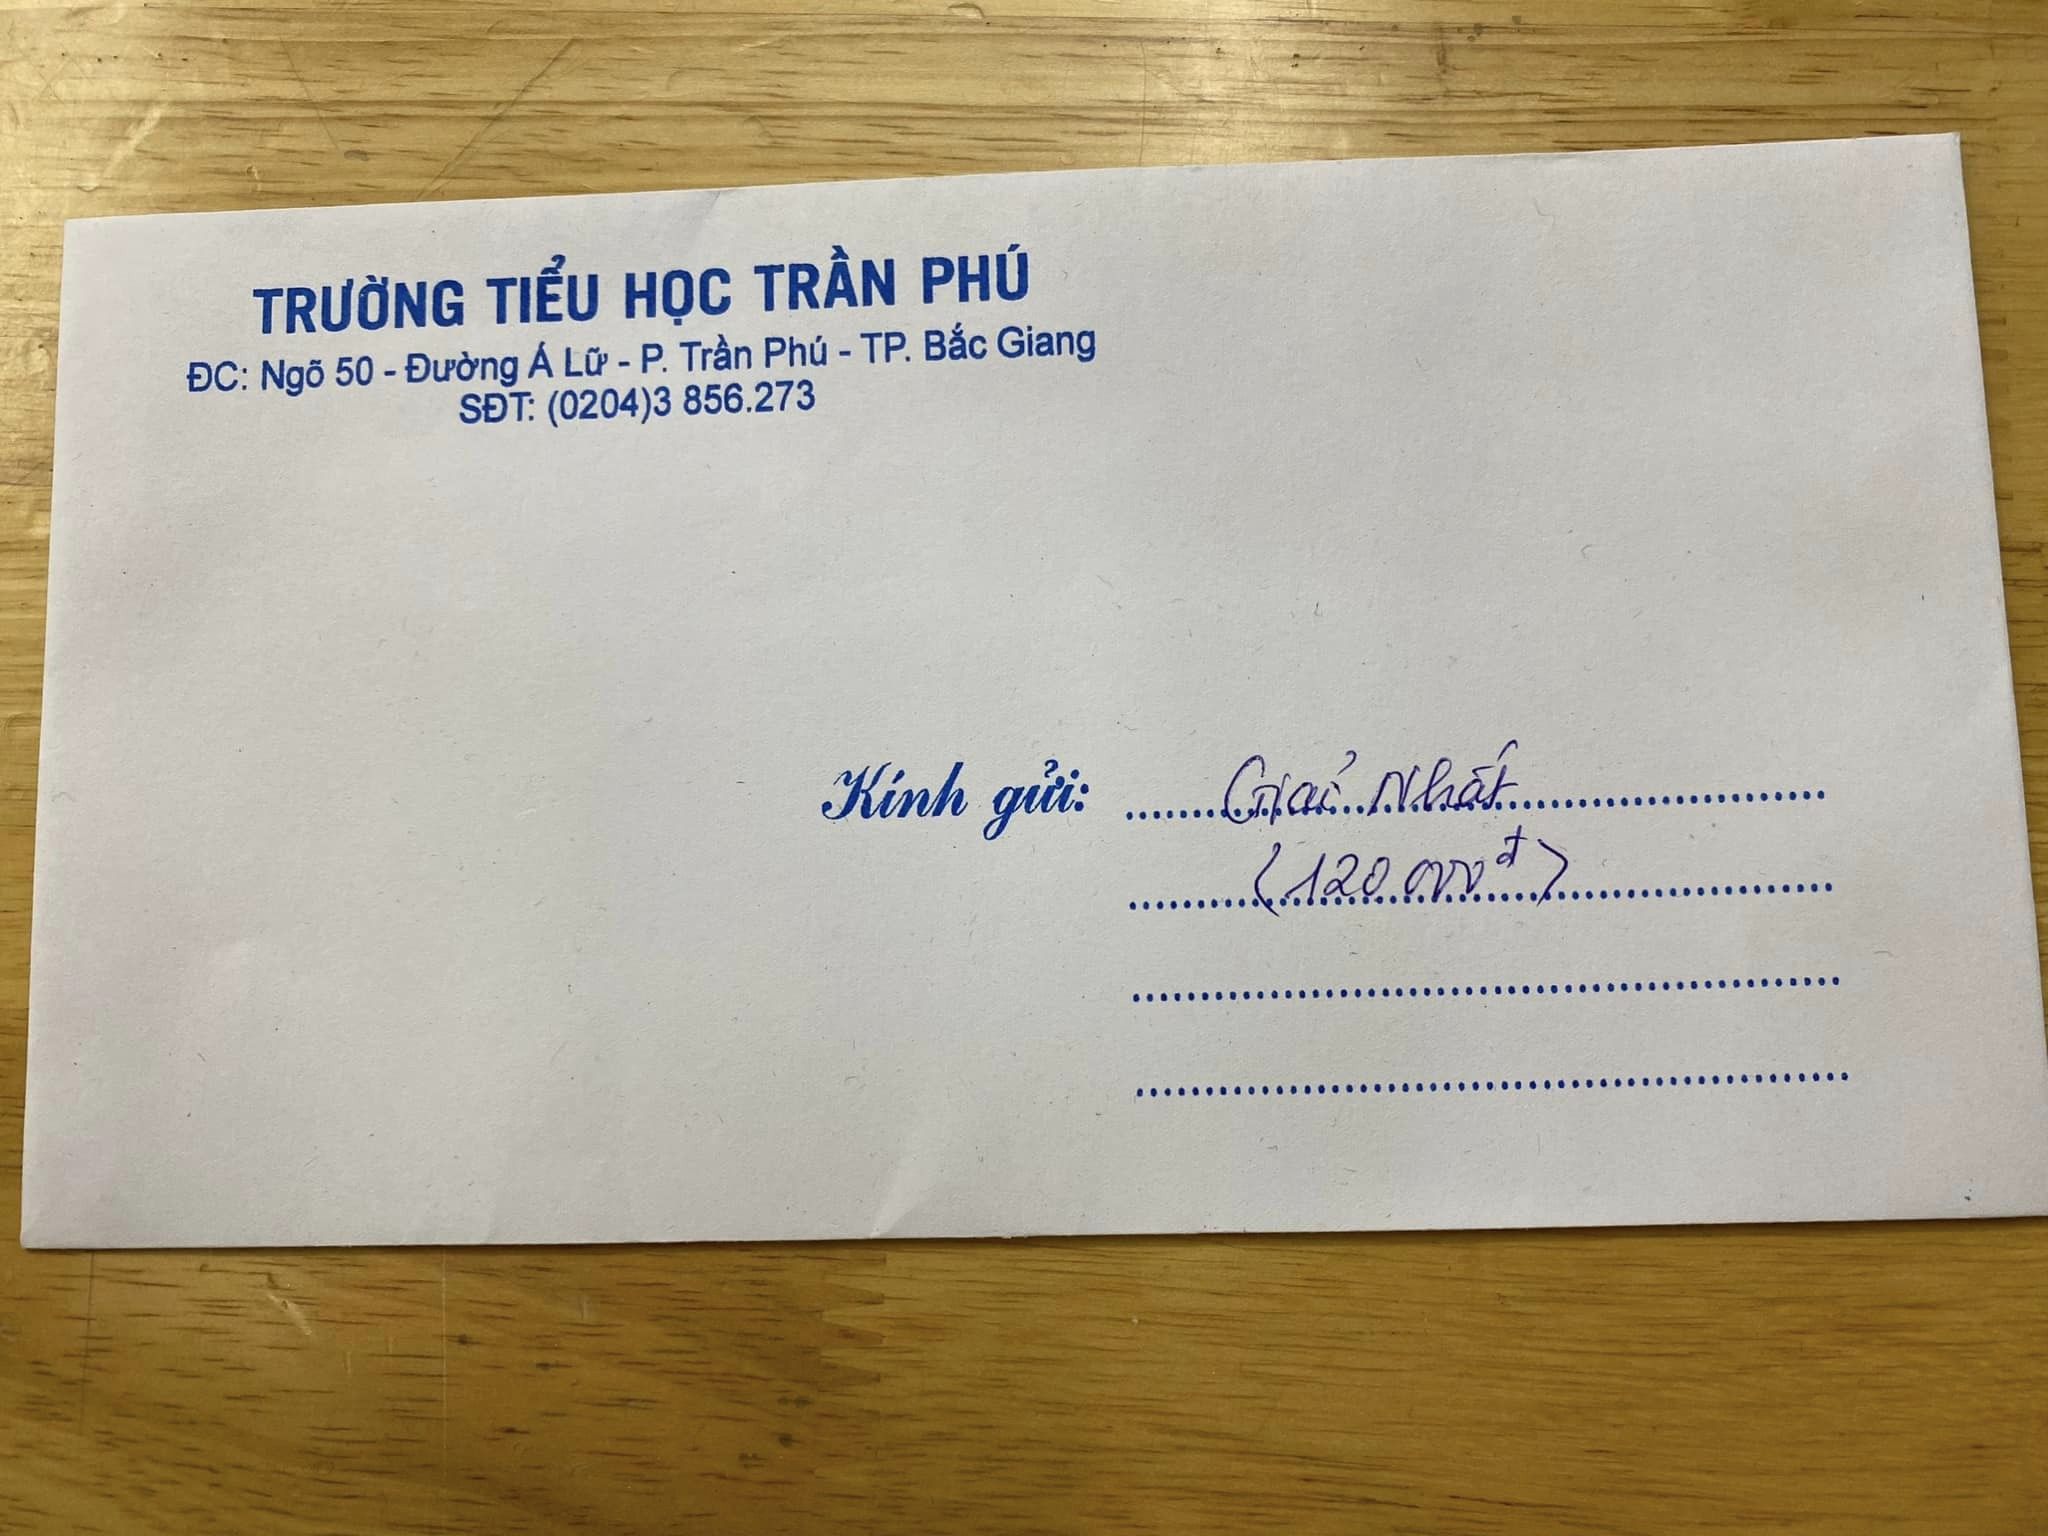 TRƯỜNG TIỂU HỌC TRẦN PHÚ
ĐC: Ngõ 50 - Đường Á Lữ - P. Trần Phú - TP. Bắc Giang
SĐT: (0204)3 856.273
Kính gửi: Giải Nhất
(120.000đ)